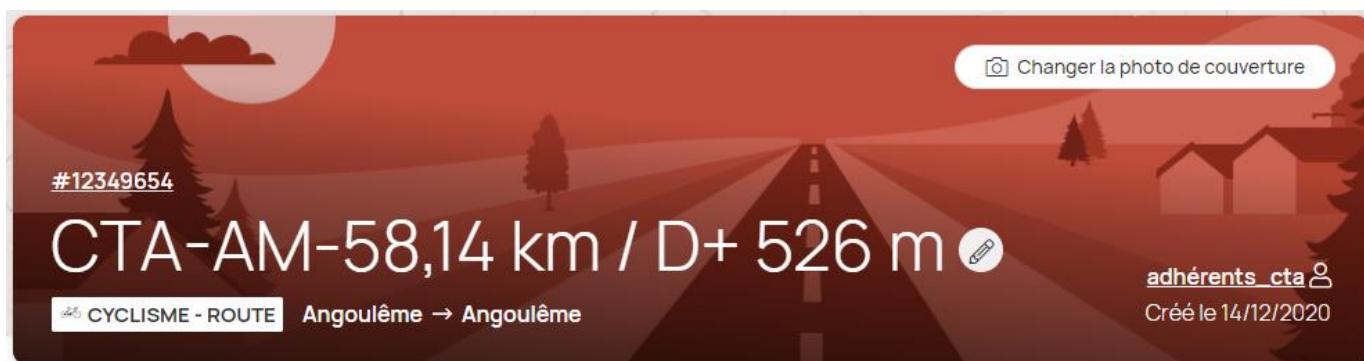 Changer la photo de couverture
#12349654
CTA-AM-58,14 km / D+ 526 m
CYCLISME - ROUTE Angoulême → Angoulême
adhérents_cta
Créé le 14/12/2020